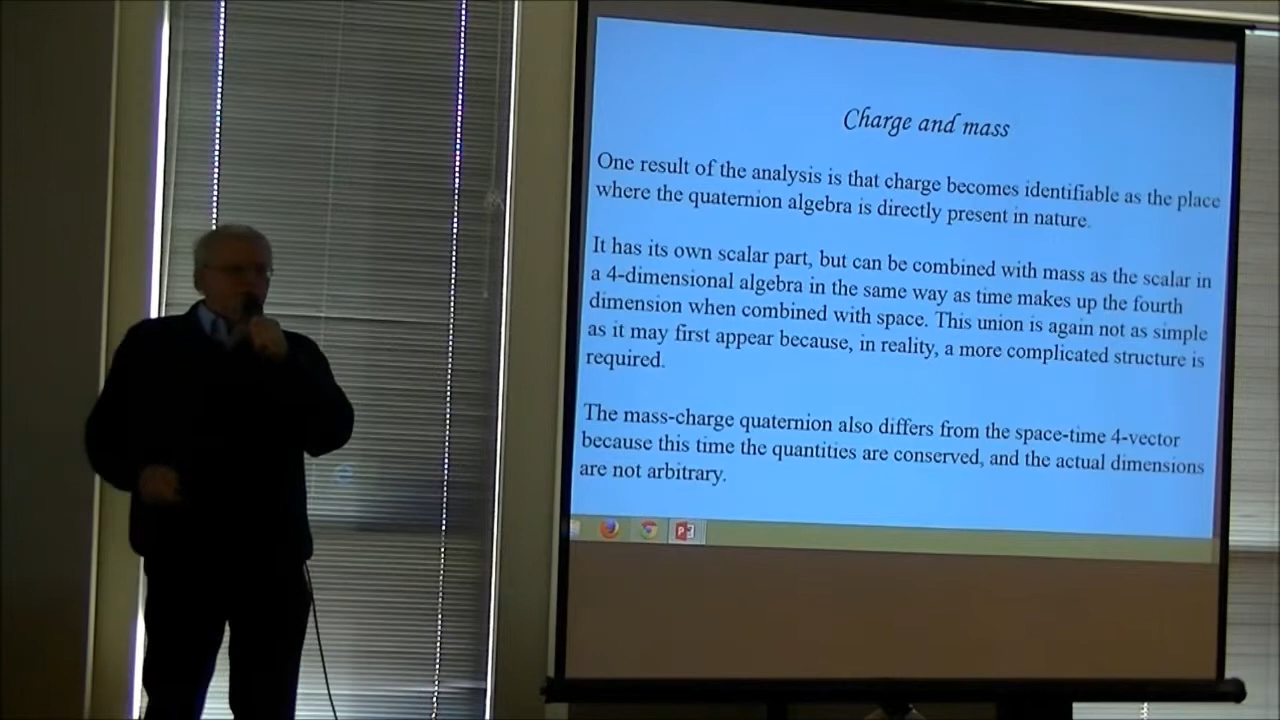 Charge and mass
One result of the analysis is that charge becomes identifiable as the place
where the quaternion algebra is directly present in nature.
It has its own scalar part, but can be combined with mass as the scalar in
a 4-dimensional algebra in the same way as time makes up the fourth
dimension when combined with space. This union is again not as simple
as it may first appear because, in reality, a more complicated structure is
required.
The mass-charge quaternion also differs from the space-time 4-vector
because this time the quantities are conserved, and the actual dimensions
are not arbitrary.